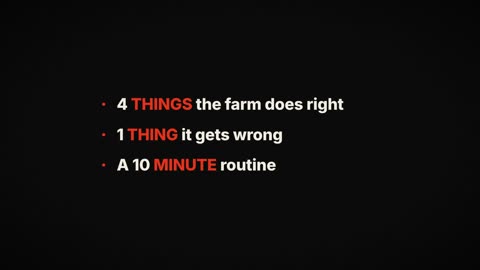 · 4 THINGS the farm does right
· 1 THING it gets wrong
· A 10 MINUTE routine